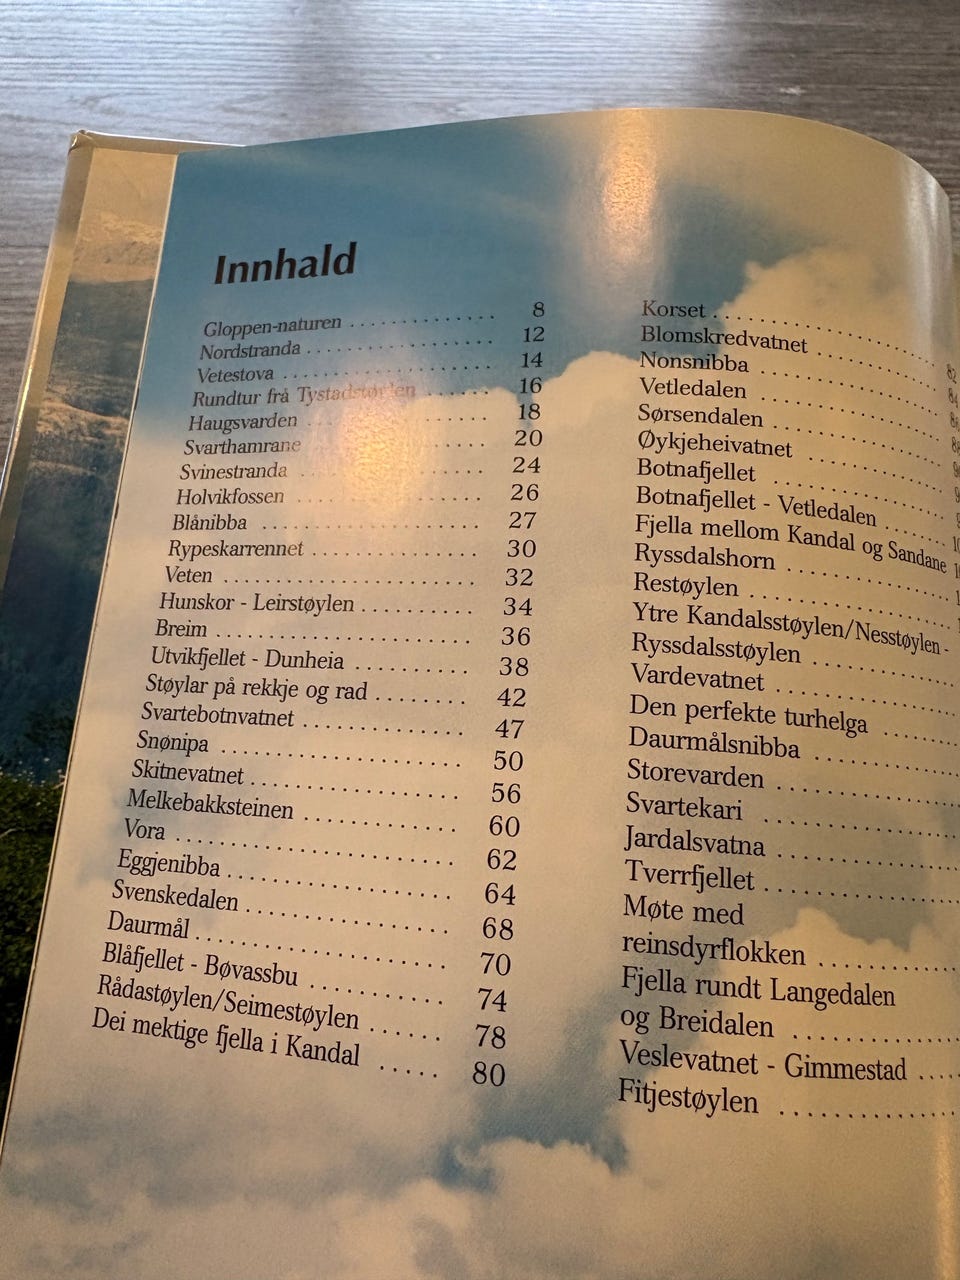 Innhald
Gloppen-naturen . . . . . . . . . . . . . . 8
Nordstranda . . . . . . . . . . . . . . . . . 12
Vetestova . . . . . . . . . . . . . . . . . . . 14
Rundtur frå Tystadstøylen . . . . . . 16
Haugsvarden . . . . . . . . . . . . . . . . 18
Svarthamrane . . . . . . . . . . . . . . . 20
Svinestranda . . . . . . . . . . . . . . . . 24
Holvikfossen . . . . . . . . . . . . . . . . 26
Blånibba . . . . . . . . . . . . . . . . . . . 27
Rypeskarrennet . . . . . . . . . . . . . . 30
Veten . . . . . . . . . . . . . . . . . . . . . 32
Hunskor - Leirstøylen . . . . . . . . . 34
Breim . . . . . . . . . . . . . . . . . . . . . 36
Utvikfjellet - Dunheia . . . . . . . . . 38
Støylar på rekkje og rad . . . . . . . 42
Svartebotnvatnet . . . . . . . . . . . . . 47
Snønipa . . . . . . . . . . . . . . . . . . . 50
Skitnevatnet . . . . . . . . . . . . . . . . 56
Melkebakksteinen . . . . . . . . . . . . 60
Vora . . . . . . . . . . . . . . . . . . . . . . 62
Eggjenibba . . . . . . . . . . . . . . . . . 64
Svenskedalen . . . . . . . . . . . . . . . 68
Daurmål . . . . . . . . . . . . . . . . . . . 70
Blåfjellet - Bøvassbu . . . . . . . . . . 74
Rådastøylen/Seimestøylen . . . . . . 78
Dei mektige fjella i Kandal . . . . . 80
Korset . . . . . . . . . . . . . . . . . . . . 82
Blomskredvatnet . . . . . . . . . . . . 84
Nonsnibba . . . . . . . . . . . . . . . .
Vetledalen . . . . . . . . . . . . . . . .
Sørsendalen . . . . . . . . . . . . . . .
Øykjeheivatnet . . . . . . . . . . . . .
Botnafjellet . . . . . . . . . . . . . . .
Botnafjellet - Vetledalen . . . . . .
Fjella mellom Kandal og Sandane
Ryssdalshorn . . . . . . . . . . . . . .
Restøylen . . . . . . . . . . . . . . . .
Ytre Kandalsstøylen/Nesstøylen -
Ryssdalsstøylen . . . . . . . . . . . .
Vardevatnet . . . . . . . . . . . . . . .
Den perfekte turhelga . . . . . . .
Daurmålsnibba . . . . . . . . . . . .
Storevarden . . . . . . . . . . . . . .
Svartekari . . . . . . . . . . . . . . .
Jardalsvatna . . . . . . . . . . . . . .
Tverrfjellet . . . . . . . . . . . . . . .
Møte med
reinsdyrflokken . . . . . . . . . . .
Fjella rundt Langedalen
og Breidalen . . . . . . . . . . . . .
Veslevatnet - Gimmestad . . . .
Fitjestøylen . . . . . . . . . . . . . .